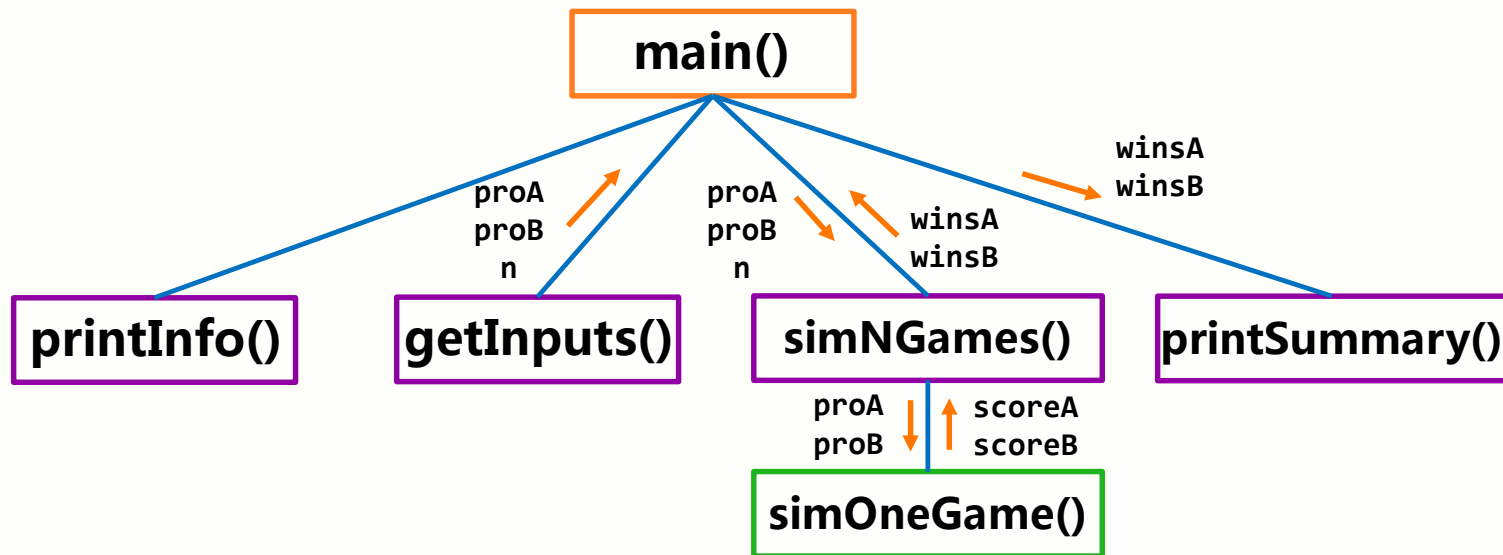 main()
proA
proB
n
proA
proB
n
winsA
winsB
winsA
winsB
printInfo()
getInputs()
simNGames()
printSummary()
proA
proB
scoreA
scoreB
simOneGame()